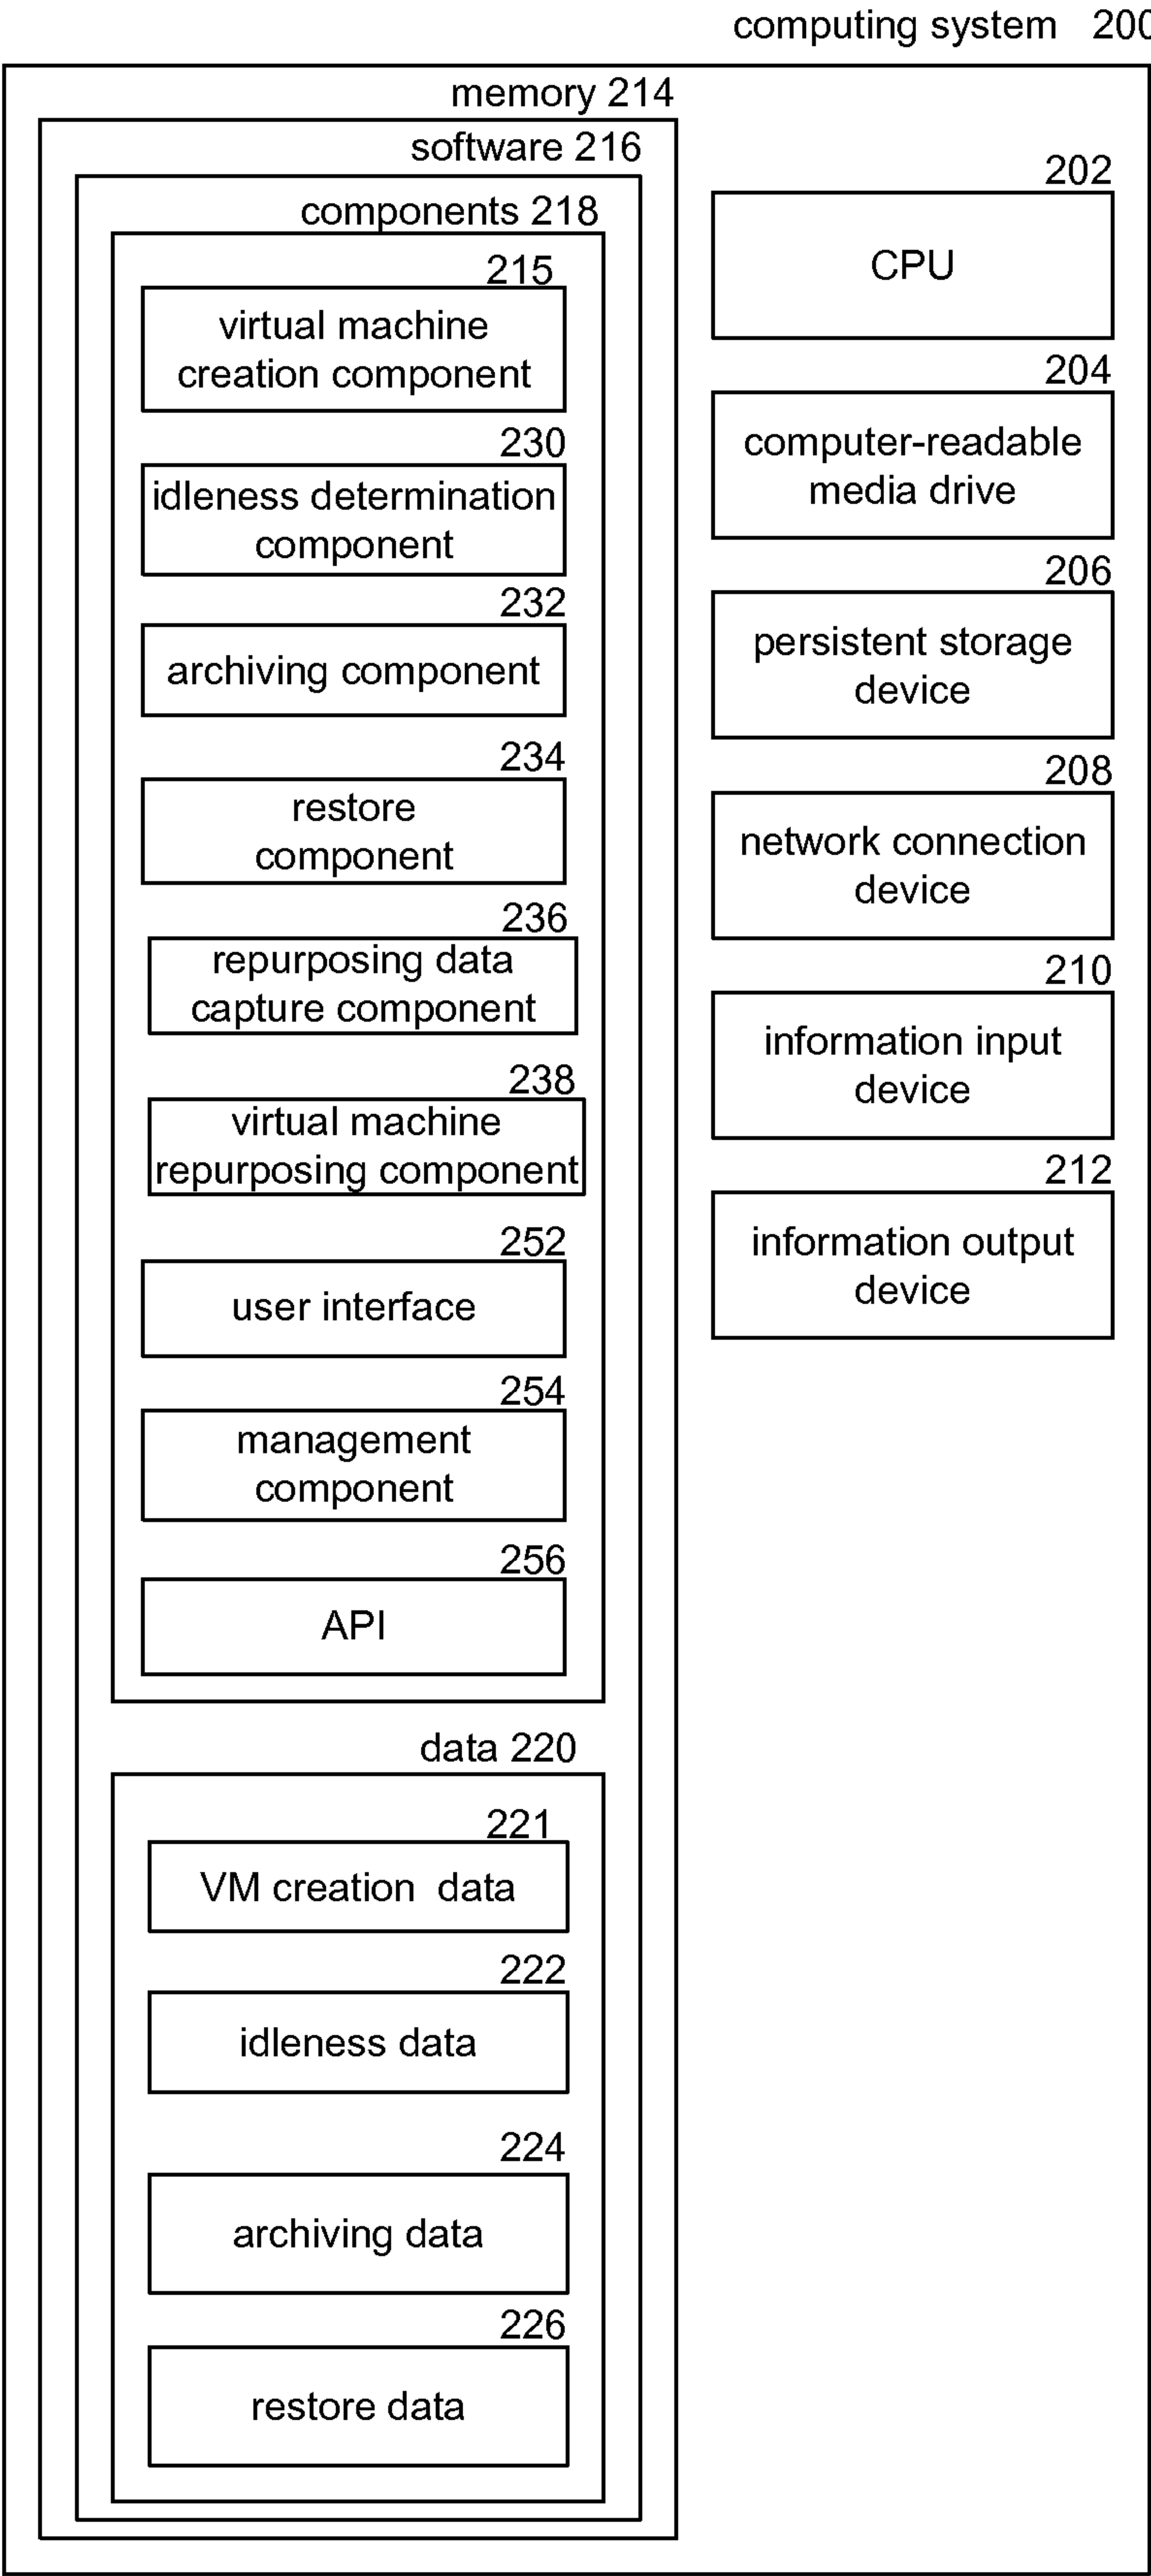 computing system 200
memory 214
software 216
components 218
215
virtual machine
creation component
230
idleness determination
component
232
archiving component
234
restore
component
236
repurposing data
capture component
238
virtual machine
repurposing component
252
user interface
254
management
component
256
API
data 220
221
VM creation data
222
idleness data
224
archiving data
226
restore data
202
CPU
204
computer-readable
media drive
206
persistent storage
device
208
network connection
device
210
information input
device
212
information output
device